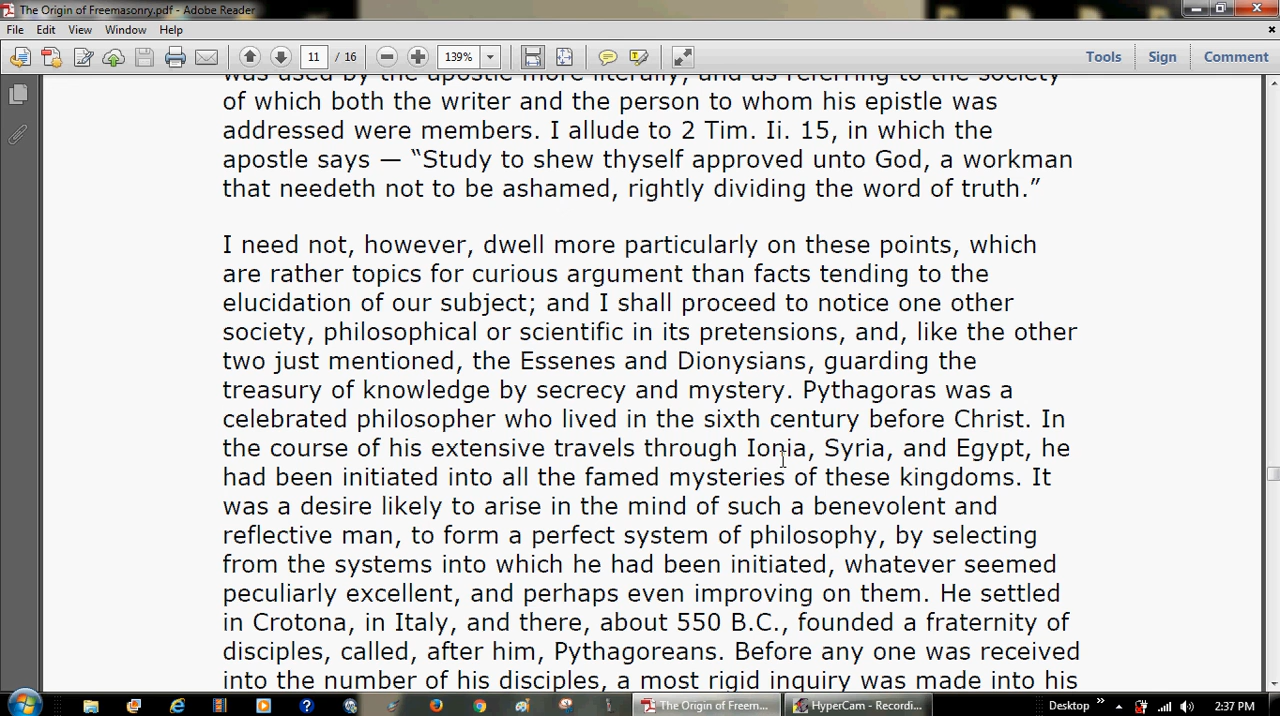 The Origin of Freemasonry.pdf - Adobe Reader
File Edit View Window Help
11 / 16 139% Tools Sign Comment
was used by the apostle more literally, and as referring to the society
of which both the writer and the person to whom his epistle was
addressed were members. I allude to 2 Tim. Ii. 15, in which the
apostle says — “Study to shew thyself approved unto God, a workman
that needeth not to be ashamed, rightly dividing the word of truth.”
I need not, however, dwell more particularly on these points, which
are rather topics for curious argument than facts tending to the
elucidation of our subject; and I shall proceed to notice one other
society, philosophical or scientific in its pretensions, and, like the other
two just mentioned, the Essenes and Dionysians, guarding the
treasury of knowledge by secrecy and mystery. Pythagoras was a
celebrated philosopher who lived in the sixth century before Christ. In
the course of his extensive travels through Ionia, Syria, and Egypt, he
had been initiated into all the famed mysteries of these kingdoms. It
was a desire likely to arise in the mind of such a benevolent and
reflective man, to form a perfect system of philosophy, by selecting
from the systems into which he had been initiated, whatever seemed
peculiarly excellent, and perhaps even improving on them. He settled
in Crotona, in Italy, and there, about 550 B.C., founded a fraternity of
disciples, called, after him, Pythagoreans. Before any one was received
into the number of his disciples, a most rigid inquiry was made into his
The Origin of Freem... HyperCam - Recordi... Desktop 2:37 PM